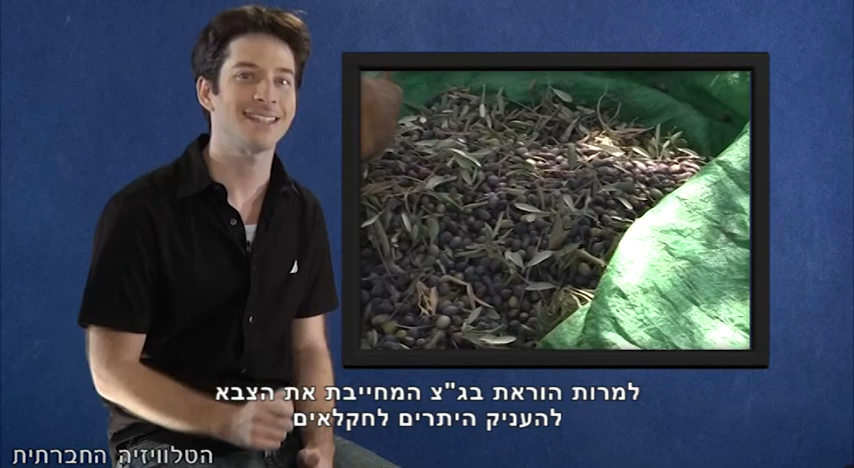 למרות הוראת בג"צ המחייבת את הצבא
להעניק היתרים לחקלאים
הטלוויזיה החברתית